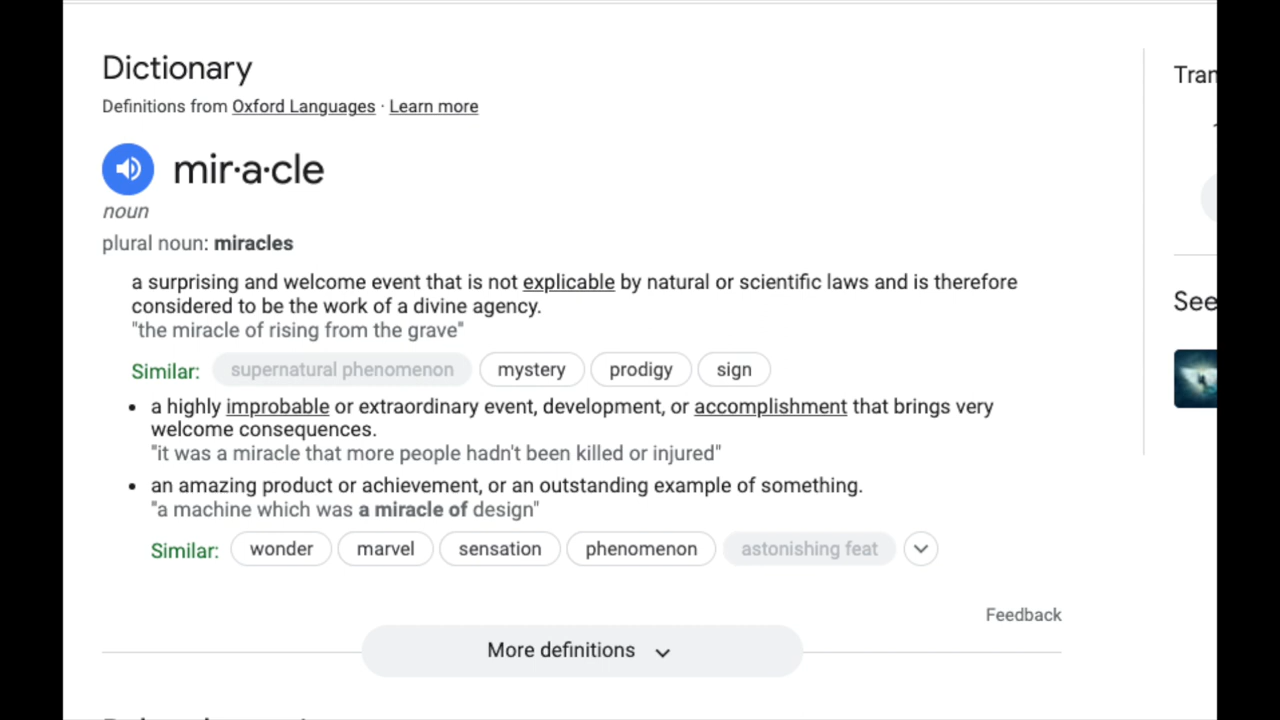 Dictionary
Definitions from Oxford Languages · Learn more
mir·a·cle
noun
plural noun: miracles
a surprising and welcome event that is not explicable by natural or scientific laws and is therefore
considered to be the work of a divine agency.
"the miracle of rising from the grave"
Similar: supernatural phenomenon mystery prodigy sign
• a highly improbable or extraordinary event, development, or accomplishment that brings very
welcome consequences.
"it was a miracle that more people hadn't been killed or injured"
• an amazing product or achievement, or an outstanding example of something.
"a machine which was a miracle of design"
Similar: wonder marvel sensation phenomenon astonishing feat
Feedback
More definitions
Tran
See